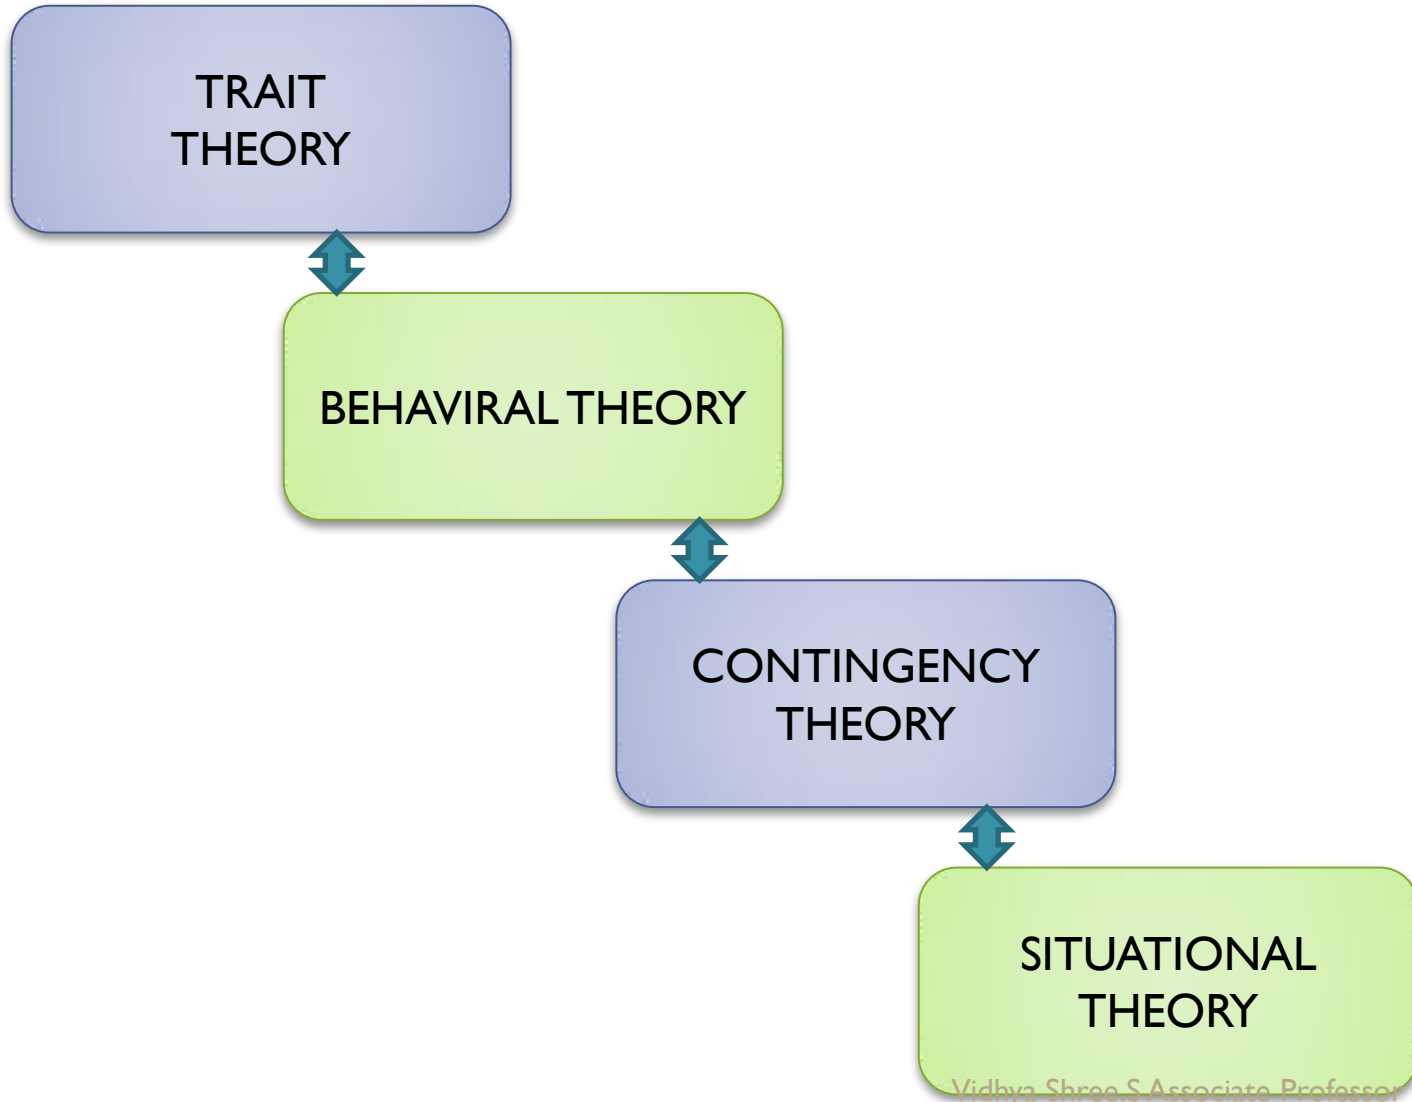 TRAIT
THEORY
BEHAVIRAL THEORY
CONTINGENCY
THEORY
SITUATIONAL
THEORY
Vidhya Shree S Associate Professor